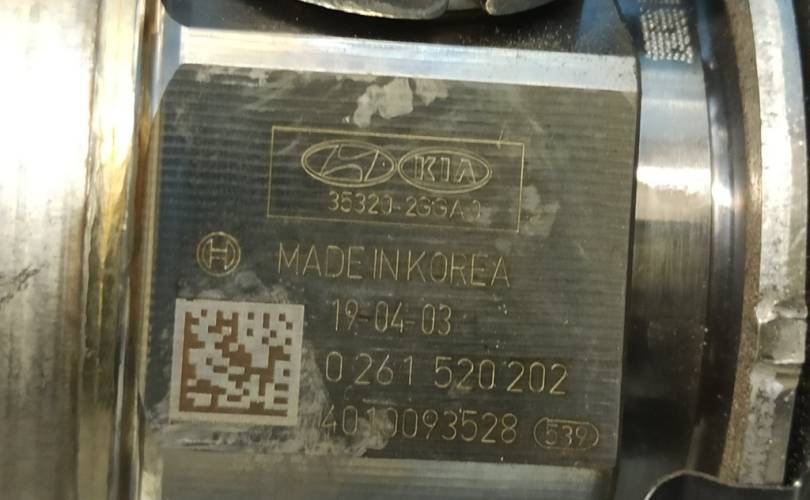 KIA
35320-2GGA0
MADE IN KOREA
19-04-03
0 261 520 202
4010093528 539